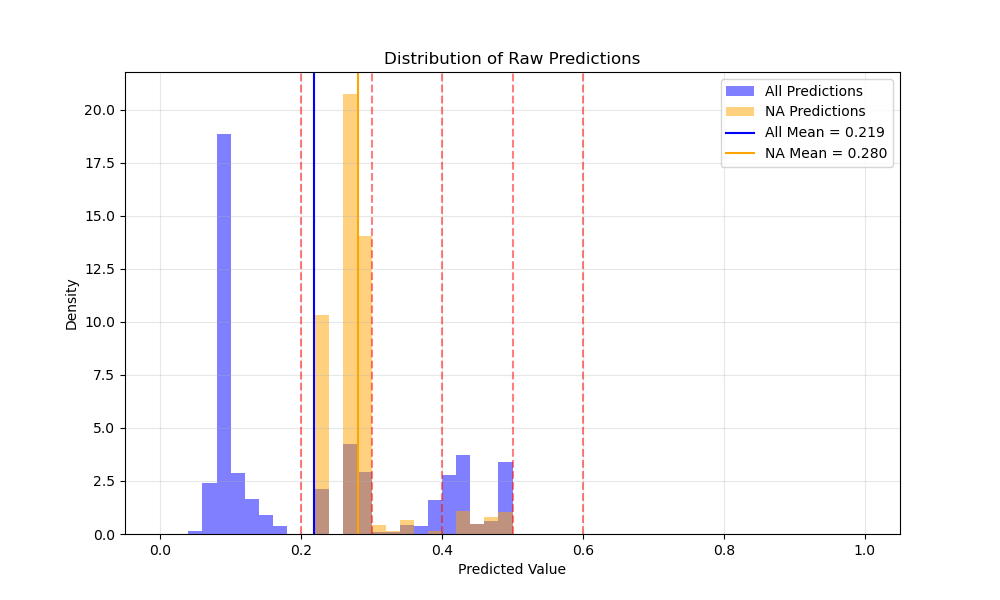 Distribution of Raw Predictions
All Predictions
NA Predictions
All Mean = 0.219
NA Mean = 0.280
Density
20.0
17.5
15.0
12.5
10.0
7.5
5.0
2.5
0.0
0.0 0.2 0.4 0.6 0.8 1.0
Predicted Value